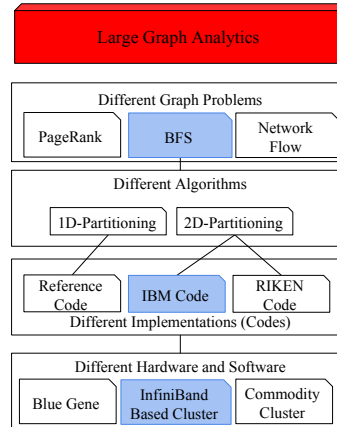 Large Graph Analytics
Different Graph Problems
PageRank
BFS
Network
Flow
Different Algorithms
1D-Partitioning
2D-Partitioning
Reference
Code
IBM Code
RIKEN
Code
Different Implementations (Codes)
Different Hardware and Software
Blue Gene
InfiniBand
Based Cluster
Commodity
Cluster